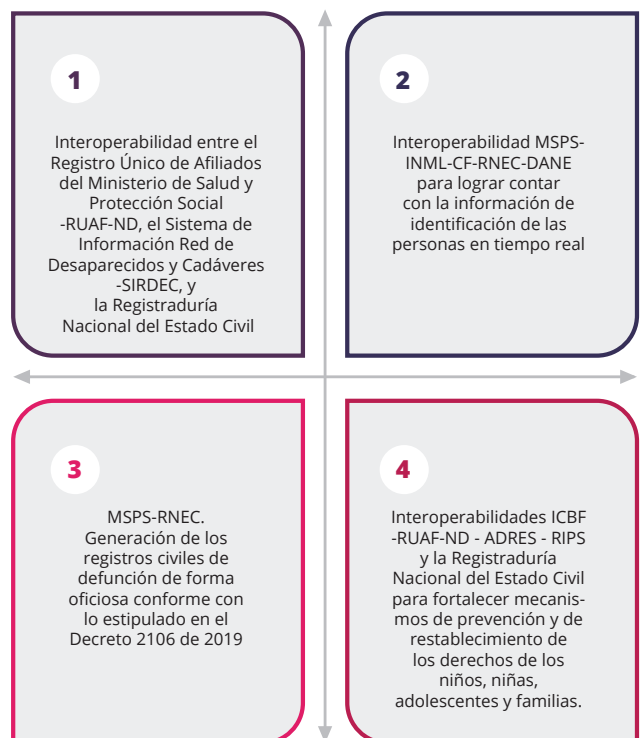 1
Interoperabilidad entre el
Registro Único de Afiliados
del Ministerio de Salud y
Protección Social
-RUAF-ND, el Sistema de
Información Red de
Desaparecidos y Cadáveres
-SIRDEC, y
la Registraduría
Nacional del Estado Civil
2
Interoperabilidad MSPS-
INML-CF-RNEC-DANE
para lograr contar
con la información de
identificación de las
personas en tiempo real
3
MSPS-RNEC.
Generación de los
registros civiles de
defunción de forma
oficiosa conforme con
lo estipulado en el
Decreto 2106 de 2019
4
Interoperabilidades ICBF
-RUAF-ND - ADRES - RIPS
y la Registraduría
Nacional del Estado Civil
para fortalecer mecanis-
mos de prevención y de
restablecimiento de
los derechos de los
niños, niñas,
adolescentes y familias.